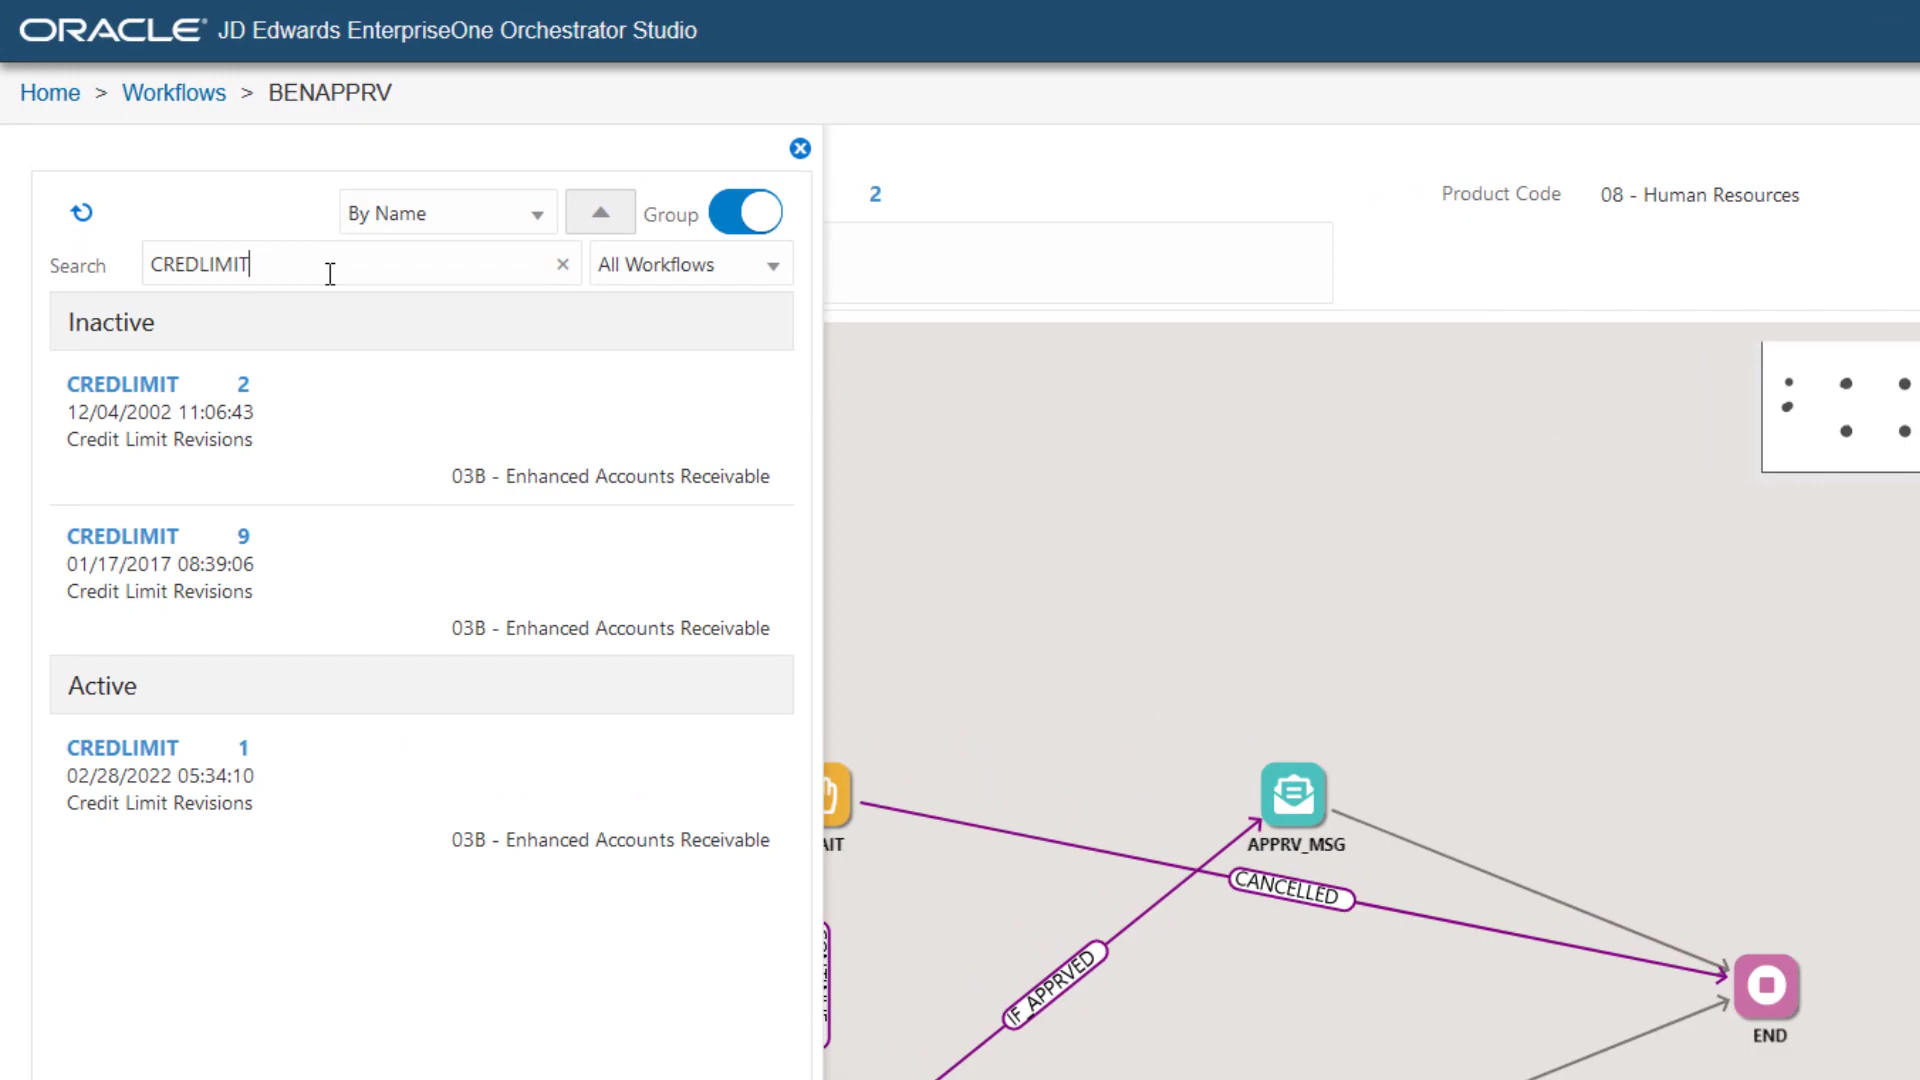 ORACLE JD Edwards EnterpriseOne Orchestrator Studio
Home > Workflows > BENAPPRV
By Name Group
Search CREDLIMIT All Workflows
Inactive
CREDLIMIT 2
12/04/2002 11:06:43
Credit Limit Revisions
03B - Enhanced Accounts Receivable
CREDLIMIT 9
01/17/2017 08:39:06
Credit Limit Revisions
03B - Enhanced Accounts Receivable
Active
CREDLIMIT 1
02/28/2022 05:34:10
Credit Limit Revisions
03B - Enhanced Accounts Receivable
2 Product Code 08 - Human Resources
APPRV_MSG
CANCELLED
IF_APPRVED
END